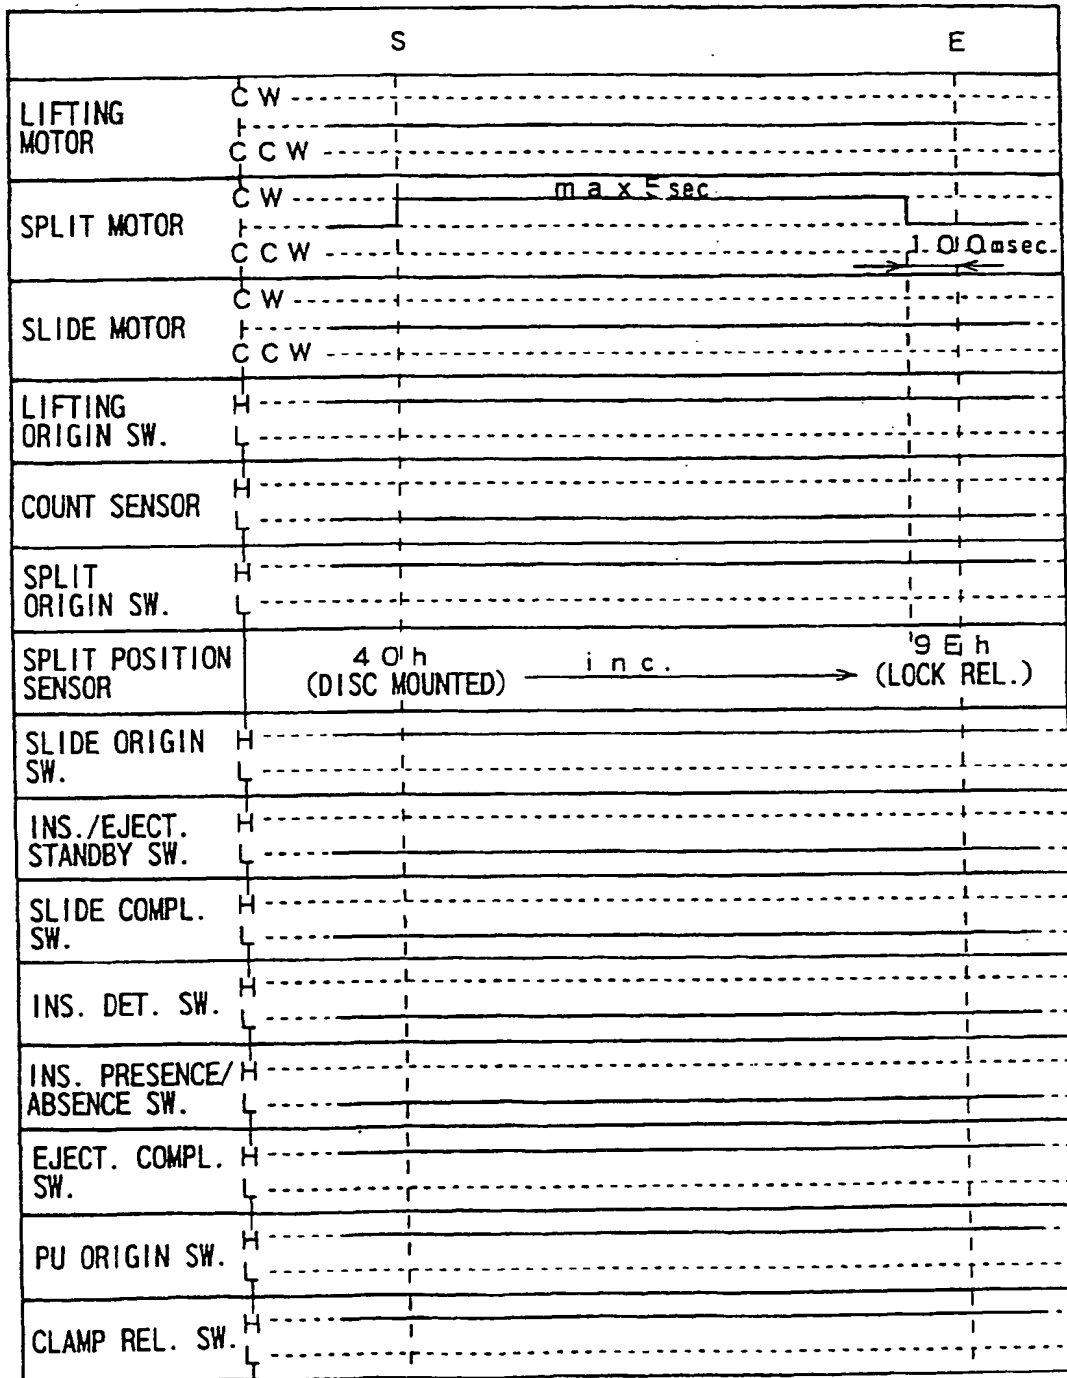 S E
LIFTING
MOTOR
CW
CCW
SPLIT MOTOR
CW
CCW
max 5sec.
100msec.
SLIDE MOTOR
CW
CCW
LIFTING
ORIGIN SW.
H
L
COUNT SENSOR
H
L
SPLIT
ORIGIN SW.
H
L
SPLIT POSITION
SENSOR
40h
(DISC MOUNTED)
inc.
9Eh
(LOCK REL.)
SLIDE ORIGIN
SW.
H
L
INS./EJECT.
STANDBY SW.
H
L
SLIDE COMPL.
SW.
H
L
INS. DET. SW.
H
L
INS. PRESENCE/
ABSENCE SW.
H
L
EJECT. COMPL.
SW.
H
L
PU ORIGIN SW.
H
L
CLAMP REL. SW.
H
L